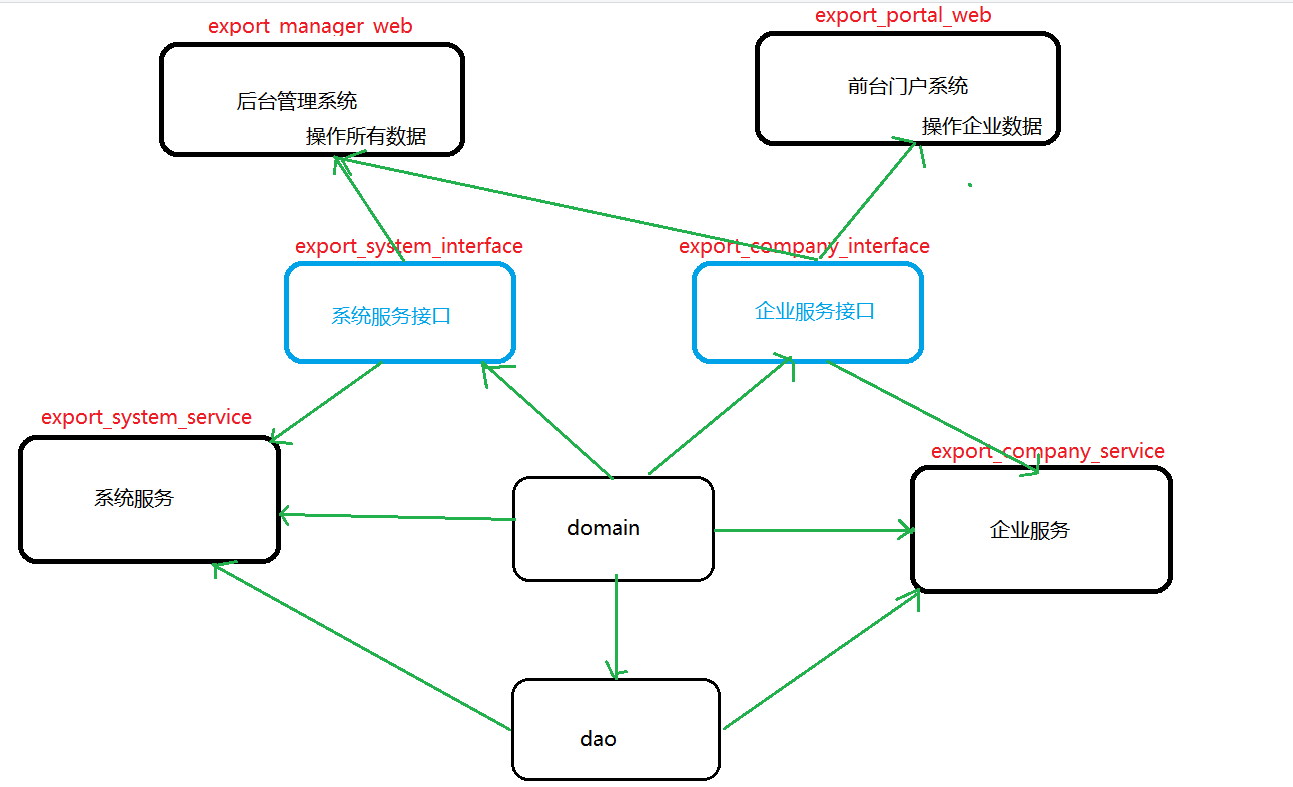 export_manager_web
export_portal_web
后台管理系统
操作所有数据
前台门户系统
操作企业数据
export_system_interface
export_company_interface
系统服务接口
企业服务接口
export_system_service
export_company_service
系统服务
domain
企业服务
dao